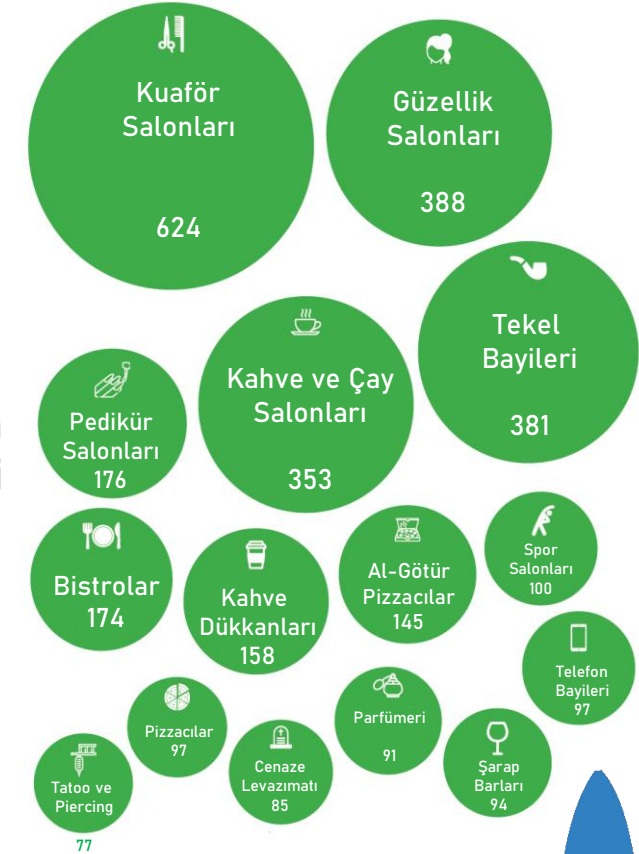 Kuaför
Salonları
624
Güzellik
Salonları
388
Tekel
Bayileri
381
Kahve ve Çay
Salonları
353
Pedikür
Salonları
176
Bistrolar
174
Kahve
Dükkanları
158
Al-Götür
Pizzacılar
145
Spor
Salonları
100
Telefon
Bayileri
97
Pizzacılar
97
Parfümeri
91
Şarap
Barları
94
Cenaze
Levazımatı
85
Tatoo ve
Piercing
77